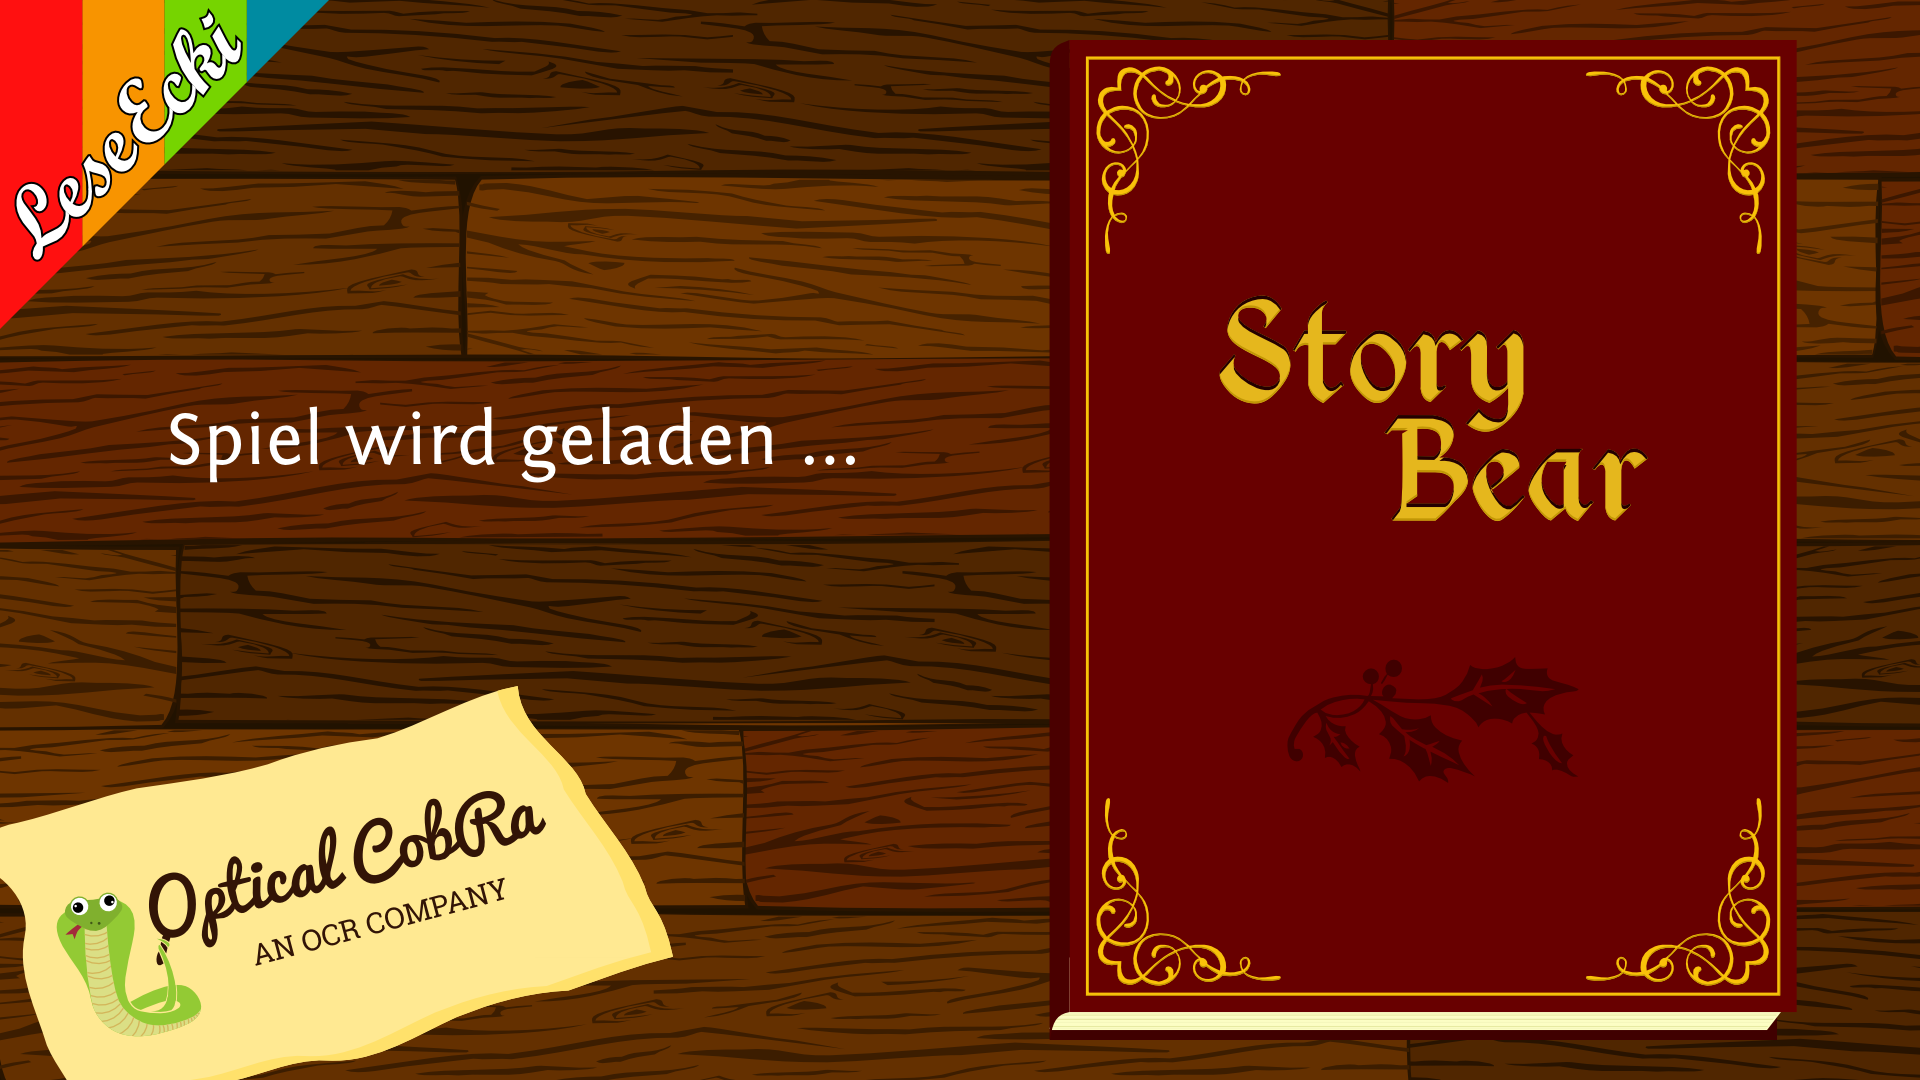 LeseEcki
Spiel wird geladen ...
Story
Bear
Optical CobRa
AN OCR COMPANY